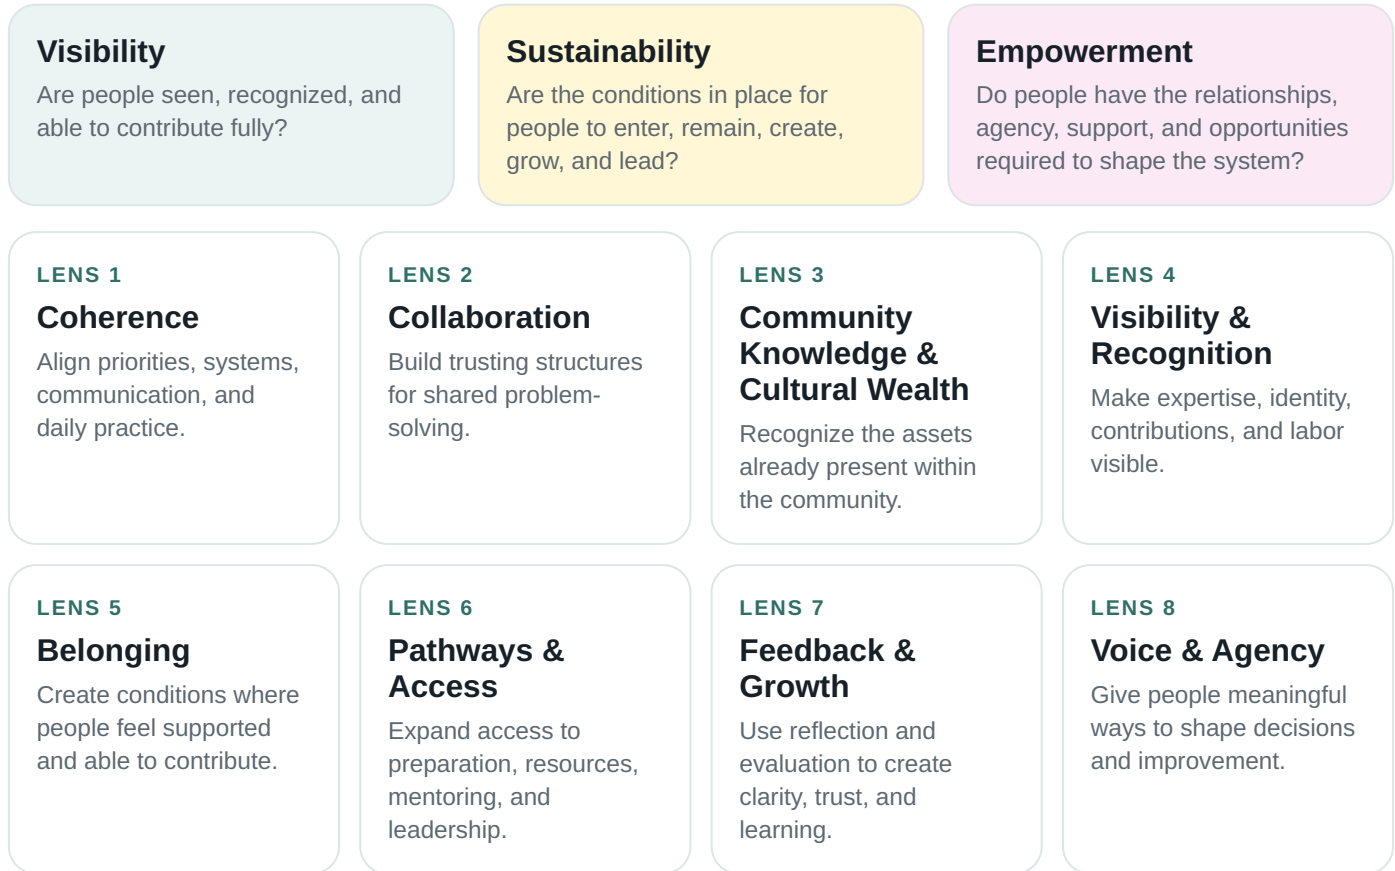 Visibility
Are people seen, recognized, and
able to contribute fully?
Sustainability
Are the conditions in place for
people to enter, remain, create,
grow, and lead?
Empowerment
Do people have the relationships,
agency, support, and opportunities
required to shape the system?
LENS 1
Coherence
Align priorities, systems,
communication, and
daily practice.
LENS 2
Collaboration
Build trusting structures
for shared problem-
solving.
LENS 3
Community
Knowledge &
Cultural Wealth
Recognize the assets
already present within
the community.
LENS 4
Visibility &
Recognition
Make expertise, identity,
contributions, and labor
visible.
LENS 5
Belonging
Create conditions where
people feel supported
and able to contribute.
LENS 6
Pathways &
Access
Expand access to
preparation, resources,
mentoring, and
leadership.
LENS 7
Feedback &
Growth
Use reflection and
evaluation to create
clarity, trust, and
learning.
LENS 8
Voice & Agency
Give people meaningful
ways to shape decisions
and improvement.